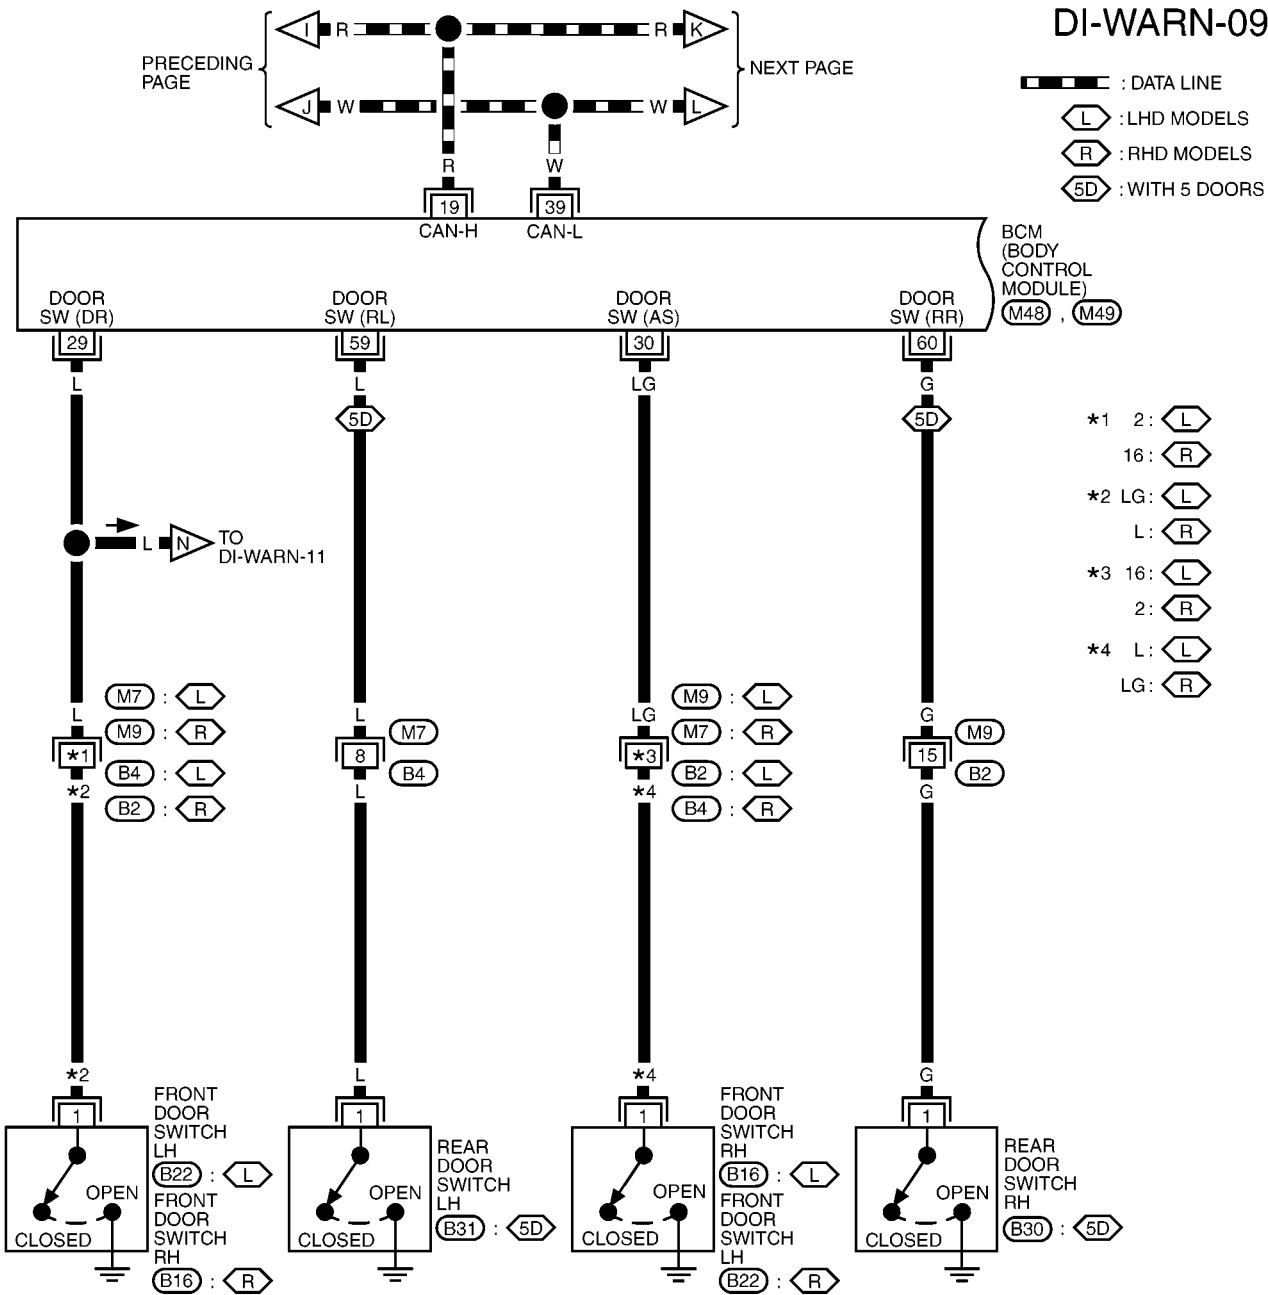 DI-WARN-09
I R R K
PRECEDING
PAGE
NEXT PAGE
J W W L
: DATA LINE
L : LHD MODELS
R : RHD MODELS
5D : WITH 5 DOORS
R W
19 39
CAN-H CAN-L
BCM
(BODY
CONTROL
MODULE)
M48 , M49
DOOR
SW (DR)
DOOR
SW (RL)
DOOR
SW (AS)
DOOR
SW (RR)
29 59 30 60
L L LG G
5D 5D
*1 2: L
16: R
*2 LG: L
L: R
*3 16: L
2: R
*4 L: L
LG: R
L N TO
DI-WARN-11
L L LG G
M7 : L
M9 : R
*1
*2
B4 : L
B2 : R
M7
8
B4
L
M9 : L
M7 : R
*3
*4
B2 : L
B4 : R
M9
15
B2
G
*2 L *4 G
1 1 1 1
FRONT
DOOR
SWITCH
LH
B22 : L
FRONT
DOOR
SWITCH
RH
B16 : R
OPEN
CLOSED
REAR
DOOR
SWITCH
LH
B31 : 5D
OPEN
CLOSED
FRONT
DOOR
SWITCH
RH
B16 : L
FRONT
DOOR
SWITCH
LH
B22 : R
OPEN
CLOSED
REAR
DOOR
SWITCH
RH
B30 : 5D
OPEN
CLOSED